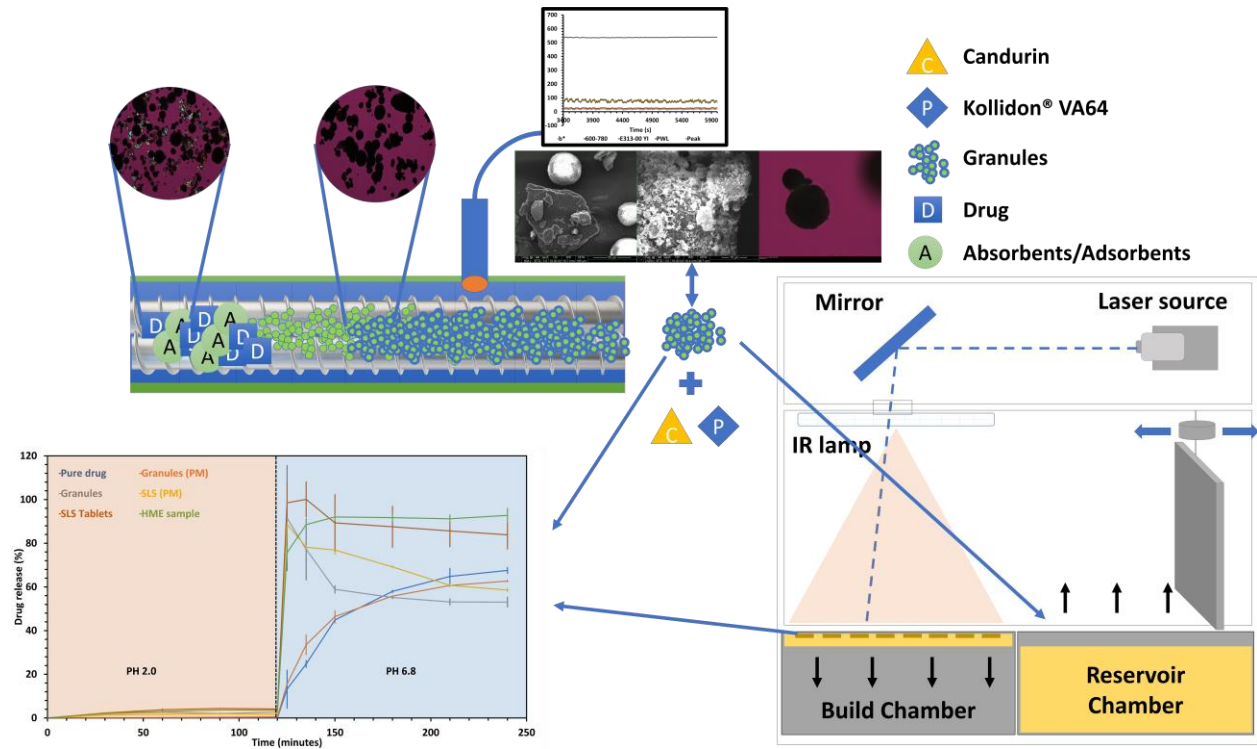 700
600
500
400
300
200
100
0
-100
4400
5400
5900
Time (s)
-b*
-600-780
-E313-00 YI
-PWL
-Peak
C
Candurin
P
Kollidon® VA64
Granules
D
Drug
A
Absorbents/Adsorbents
D
A
D
A
D
D
A
A
D
D
C
P
Mirror
Laser source
IR lamp
Build Chamber
Reservoir
Chamber
120
100
80
60
40
20
0
Drug release (%)
-Pure drug
-Granules (PM)
-Granules
-SLS (PM)
-SLS Tablets
-HME sample
PH 2.0
PH 6.8
0
50
100
150
200
250
Time (minutes)